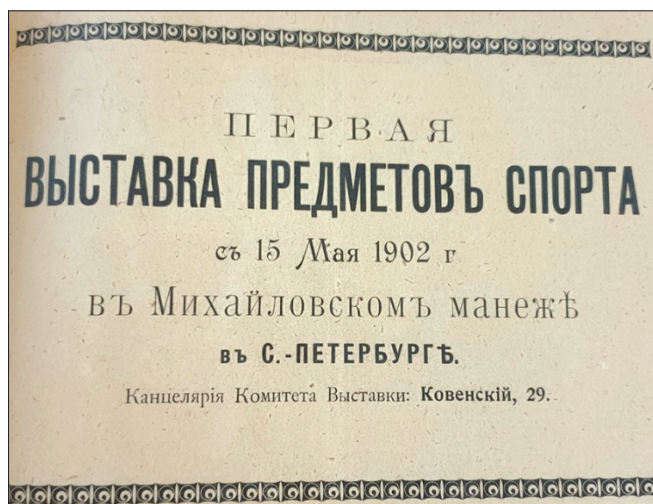 ПЕРВАЯ
ВЫСТАВКА ПРЕДМЕТОВЪ СПОРТА
съ 15 Мая 1902 г
въ Михайловскомъ манежѣ
въ С.-ПЕТЕРБУРГѢ.
Канцелярія Комитета Выставки: Ковенскій, 29.